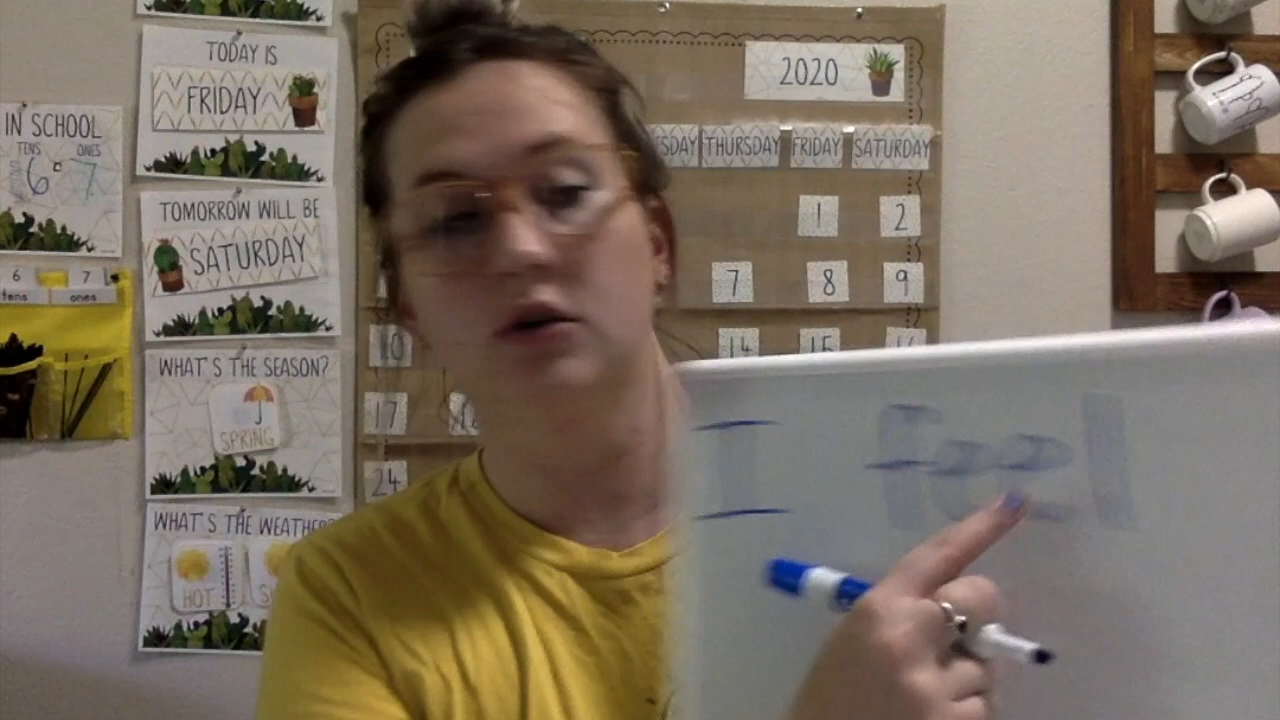 IN SCHOOL
TENS ONES
6 7
6 7
tens ones
TODAY IS
FRIDAY
TOMORROW WILL BE
SATURDAY
WHAT'S THE SEASON?
SPRING
WHAT'S THE WEATHER?
HOT
2020
THURSDAY FRIDAY SATURDAY
1 2
7 8 9
10 14 15
17
24
I feel